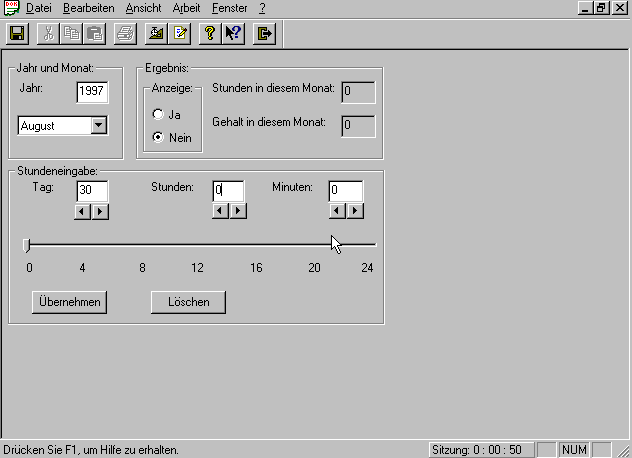 DOK Datei Bearbeiten Ansicht Arbeit Fenster ?
Jahr und Monat:
Jahr: 1997
August
Ergebnis:
Anzeige:
Ja
Nein
Stunden in diesem Monat: 0
Gehalt in diesem Monat: 0
Stundeneingabe:
Tag: 30 Stunden: 0 Minuten: 0
0 4 8 12 16 20 24
Übernehmen Löschen
Drücken Sie F1, um Hilfe zu erhalten. Sitzung: 0 : 00 : 50 NUM